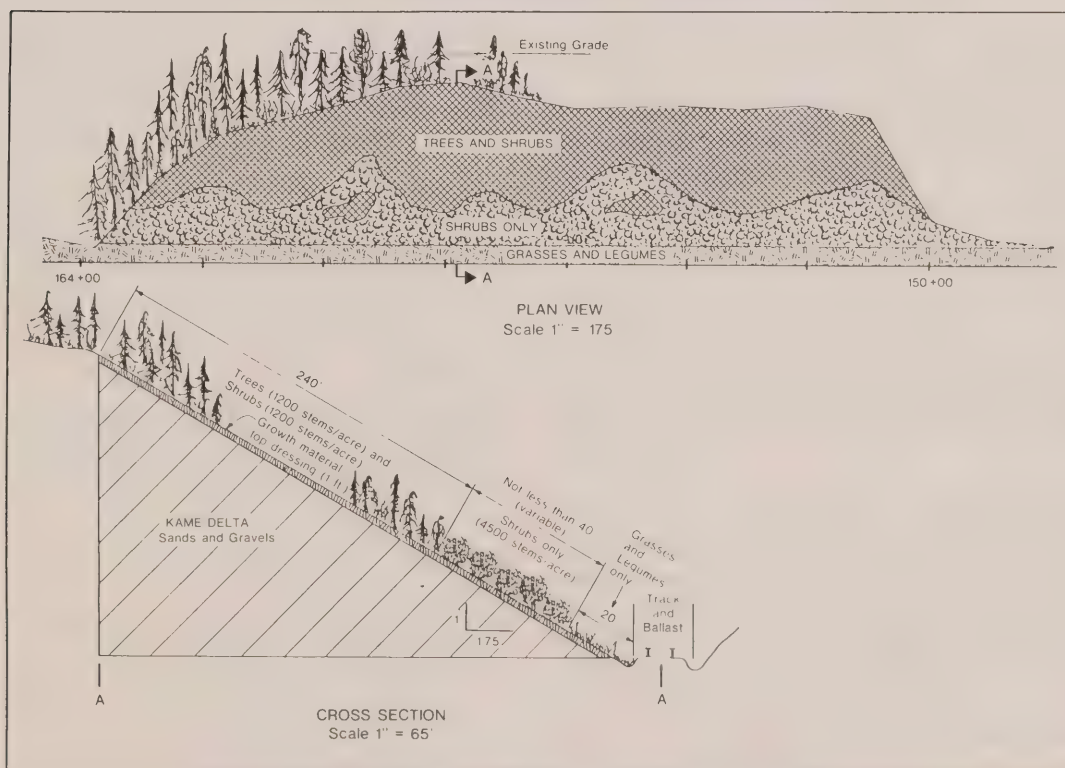 Existing Grade
A
TREES AND SHRUBS
SHRUBS ONLY
GRASSES AND LEGUMES
164+00
A
150+00
PLAN VIEW
Scale 1" = 175
240'
Trees (1200 stems/acre) and
Shrubs (1200 stems/acre)
Growth material
top dressing (1 ft)
Not less than 40
(variable)
Shrubs only
(4500 stems/acre)
Grasses
and
Legumes
only
20
Track
and
Ballast
KAME DELTA
Sands and Gravels
1
175
A
A
CROSS SECTION
Scale 1" = 65'